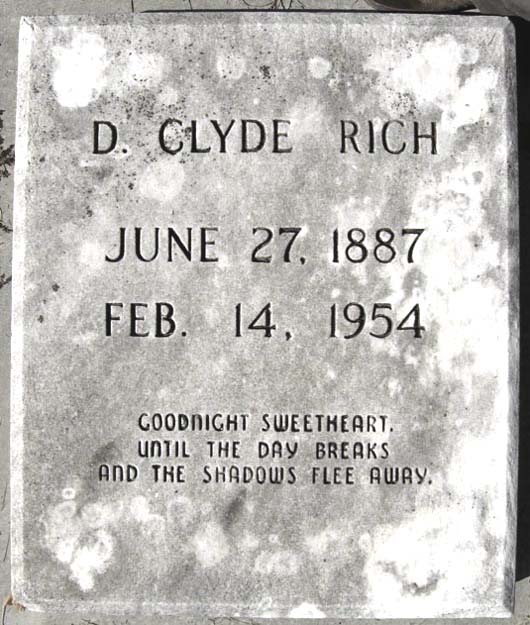 D. CLYDE RICH
JUNE 27, 1887
FEB. 14, 1954
GOODNIGHT SWEETHEART.
UNTIL THE DAY BREAKS
AND THE SHADOWS FLEE AWAY.